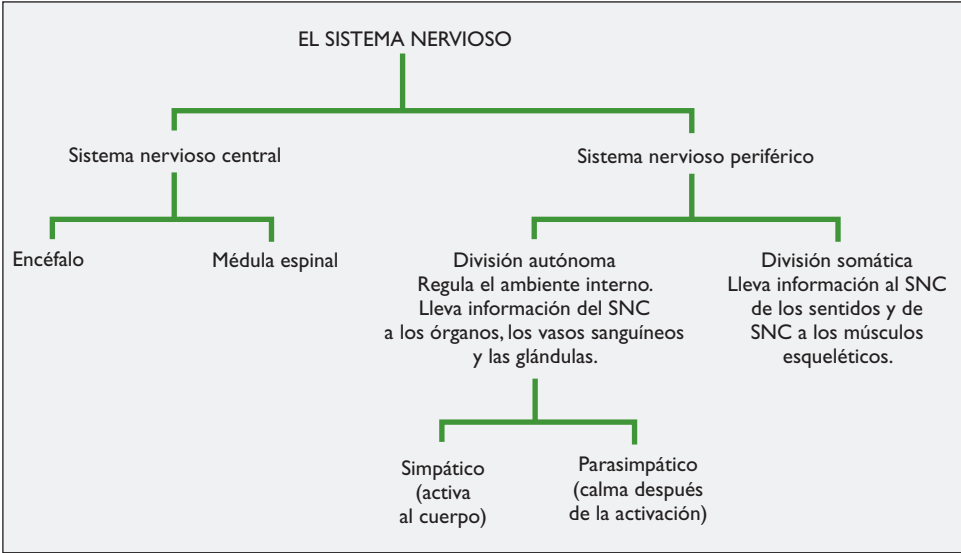 EL SISTEMA NERVIOSO
Sistema nervioso central
Sistema nervioso periférico
Encéfalo
Médula espinal
División autónoma
Regula el ambiente interno.
Lleva información del SNC
a los órganos, los vasos sanguíneos
y las glándulas.
División somática
Lleva información al SNC
de los sentidos y de
SNC a los músculos
esqueléticos.
Simpático
(activa
al cuerpo)
Parasimpático
(calma después
de la activación)